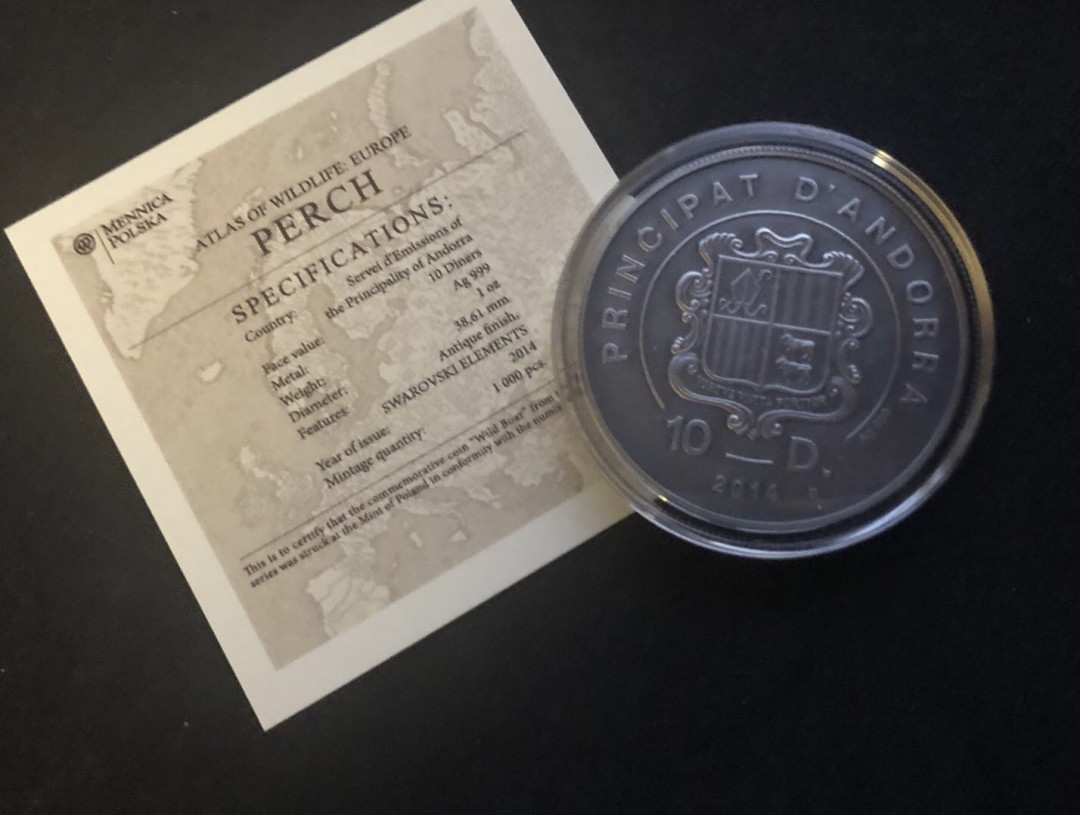 MENNICA
POLSKA
ATLAS OF WILDLIFE: EUROPE
PERCH
SPECIFICATIONS:
Country: Servei d'Emissions of
the Principality of Andorra
Face value: 10 Diners
Metal: Ag 999
Weight: 1 oz
Diameter: 38,61 mm
Features: Antique finish,
SWAROVSKI ELEMENTS
Year of issue: 2014
Mintage quantity: 1 000 pcs.
This is to certify that the commemorative coin "Wild Boar" from
series was struck at the Mint of Poland in conformity with the numis
PRINCIPAT D'ANDORRA
10 D.
2014
Ag 999